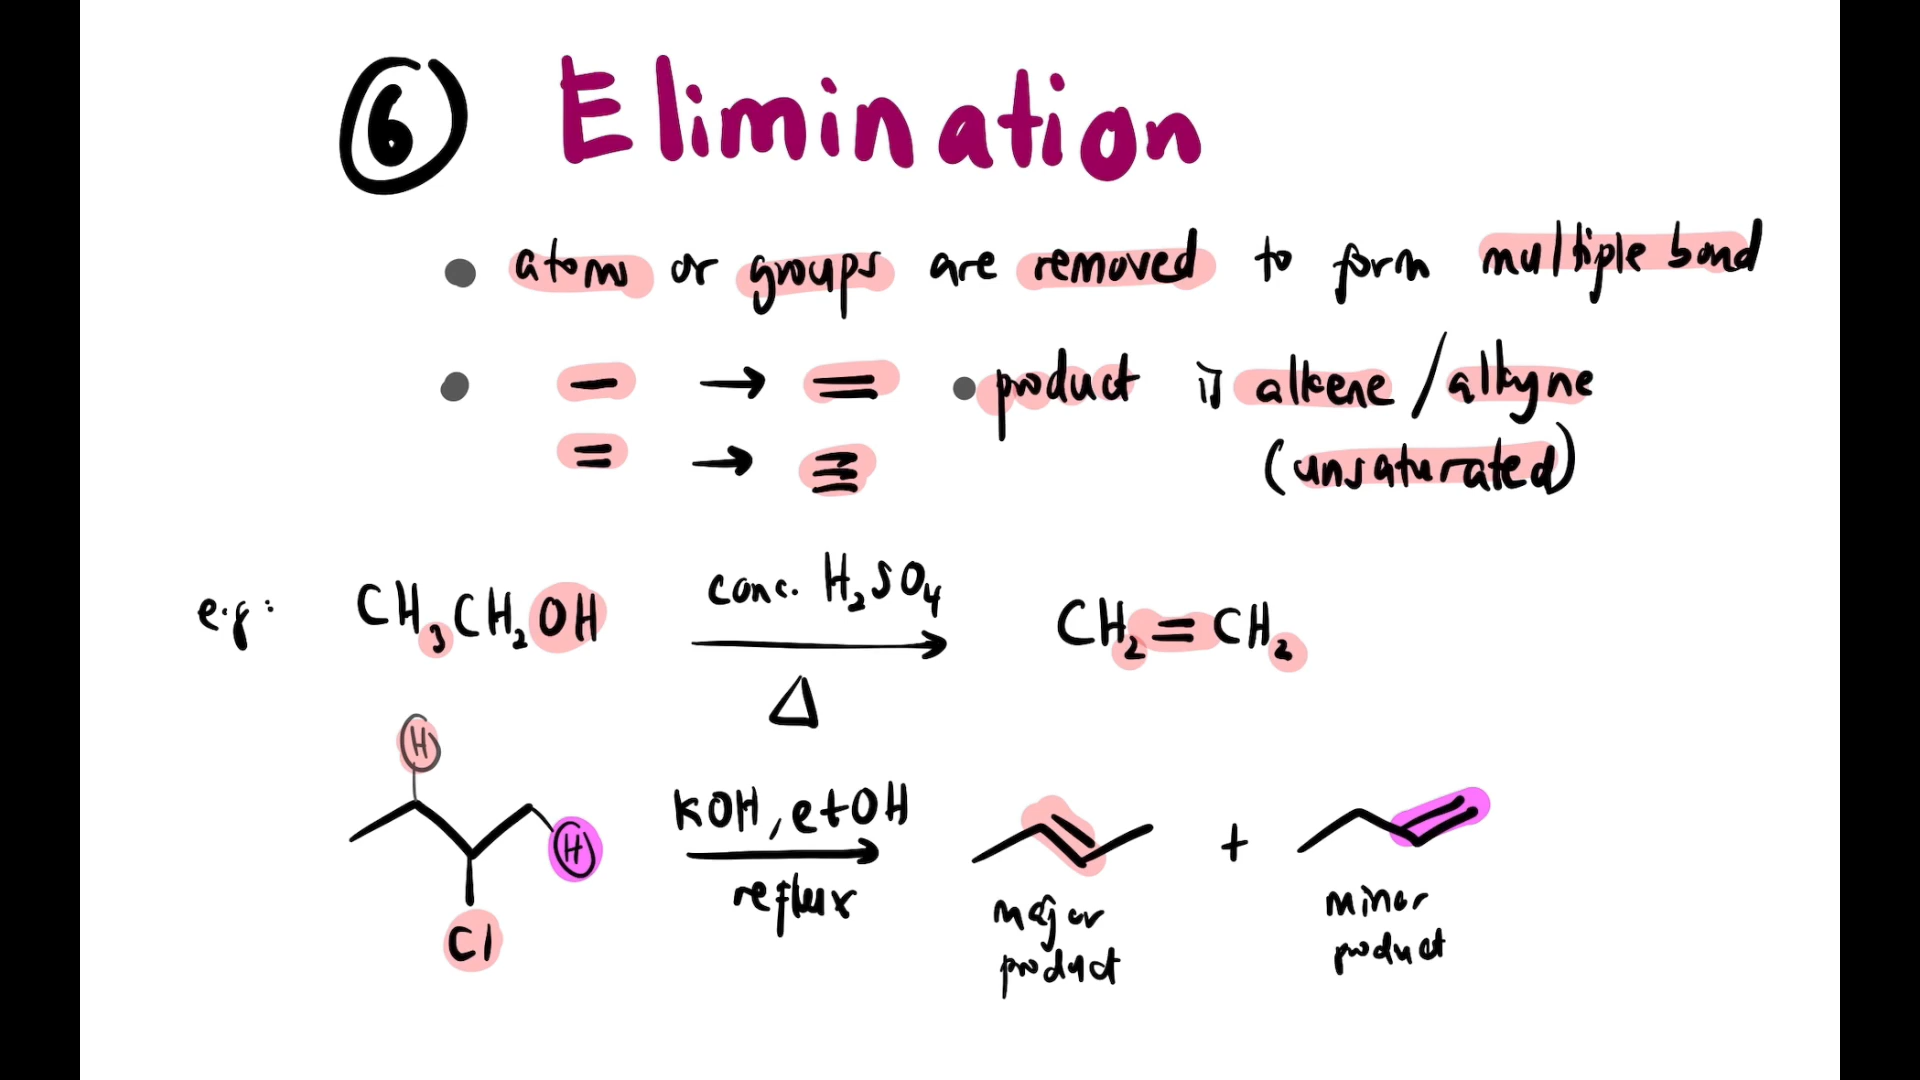 6 Elimination
• atoms or groups are removed to form multiple bond
• – → = • product is alkene / alkyne
= → ≡ (unsaturated)
e.g: CH₃CH₂OH conc. H₂SO₄ CH₂=CH₂
Δ
H
KOH, etOH
H
+
reflux
Cl
major product
minor product